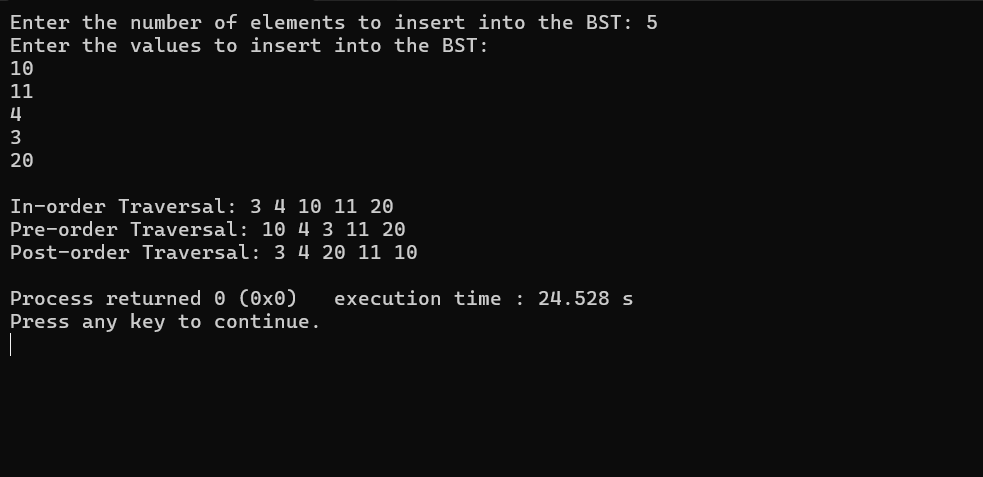 Enter the number of elements to insert into the BST: 5
Enter the values to insert into the BST:
10
11
4
3
20
In-order Traversal: 3 4 10 11 20
Pre-order Traversal: 10 4 3 11 20
Post-order Traversal: 3 4 20 11 10
Process returned 0 (0x0)   execution time : 24.528 s
Press any key to continue.